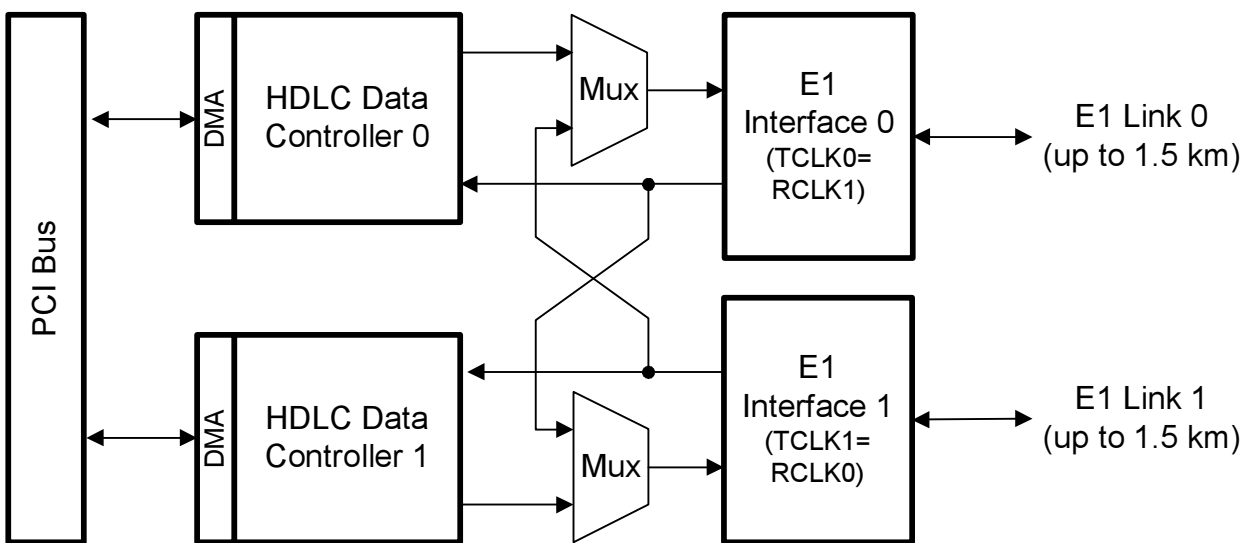 PCI Bus
DMA
HDLC Data
Controller 0
Mux
E1
Interface 0
(TCLK0=
RCLK1)
E1 Link 0
(up to 1.5 km)
DMA
HDLC Data
Controller 1
Mux
E1
Interface 1
(TCLK1=
RCLK0)
E1 Link 1
(up to 1.5 km)